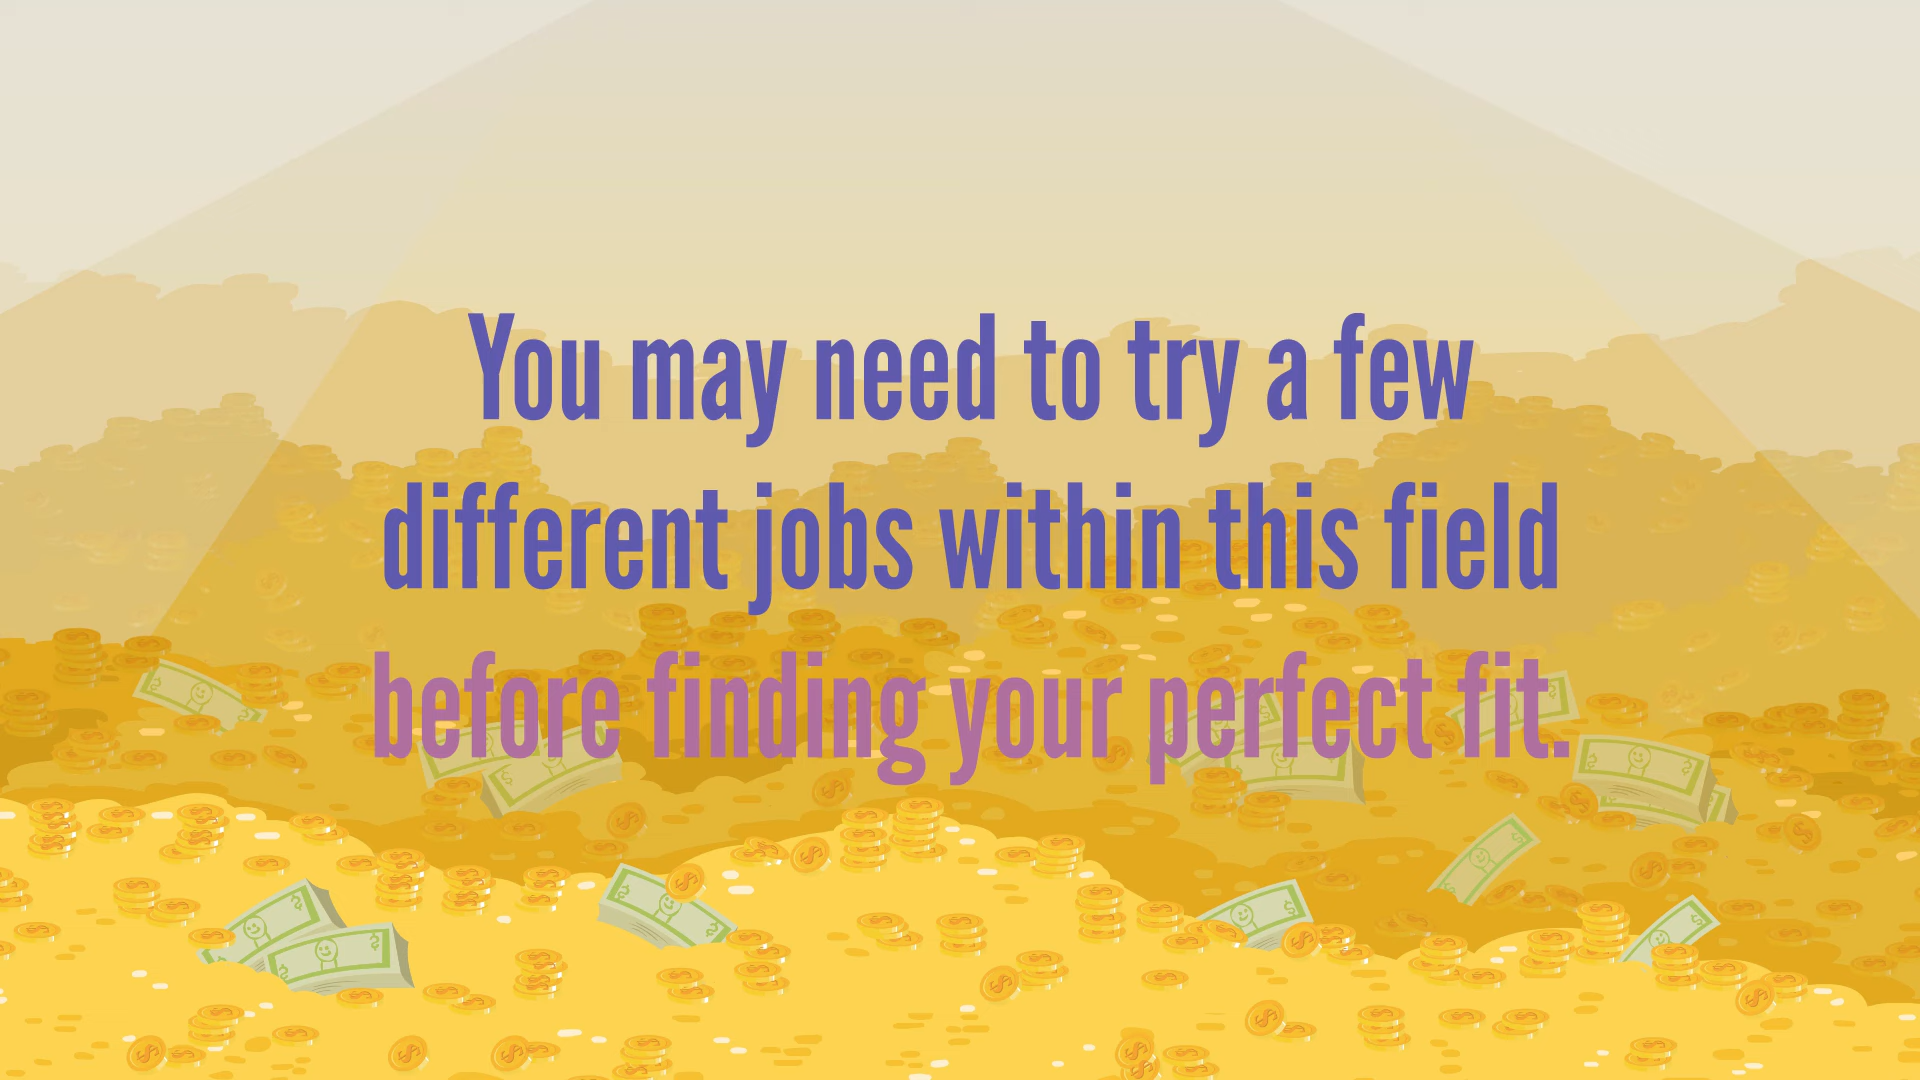 You may need to try a few
different jobs within this field
before finding your perfect fit.